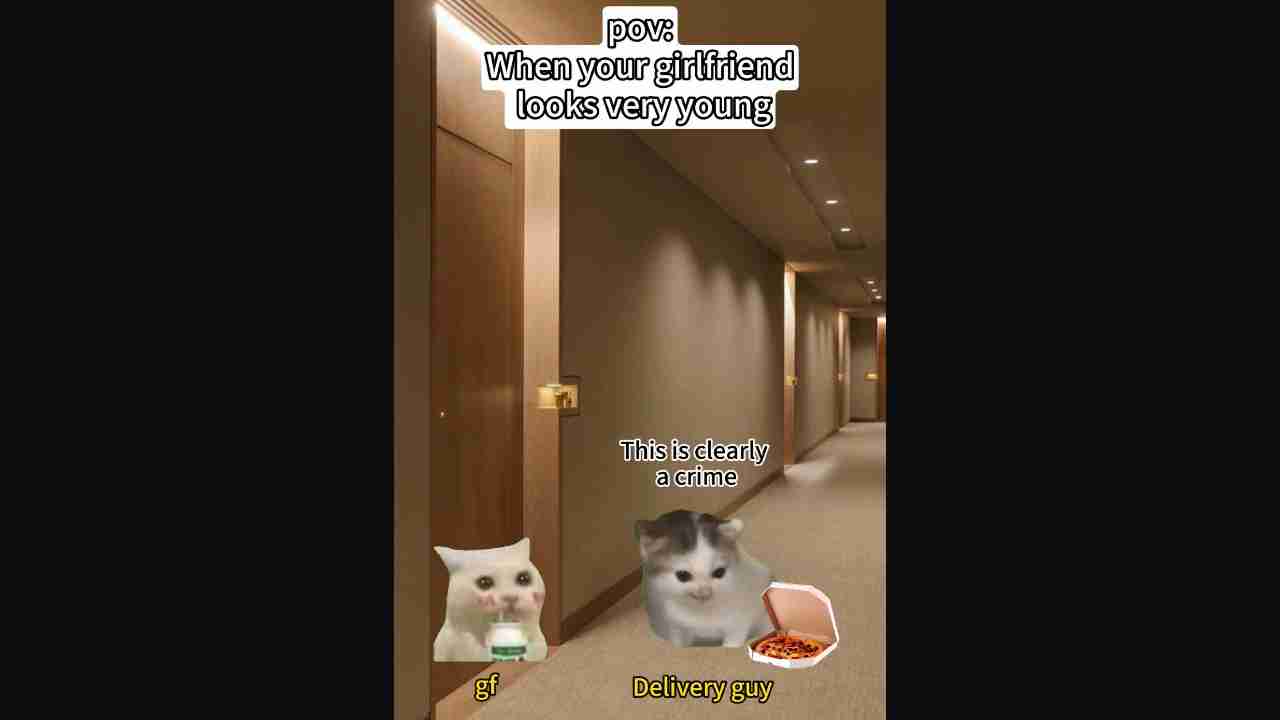 pov:
When your girlfriend
looks very young
This is clearly
a crime
gf
Delivery guy